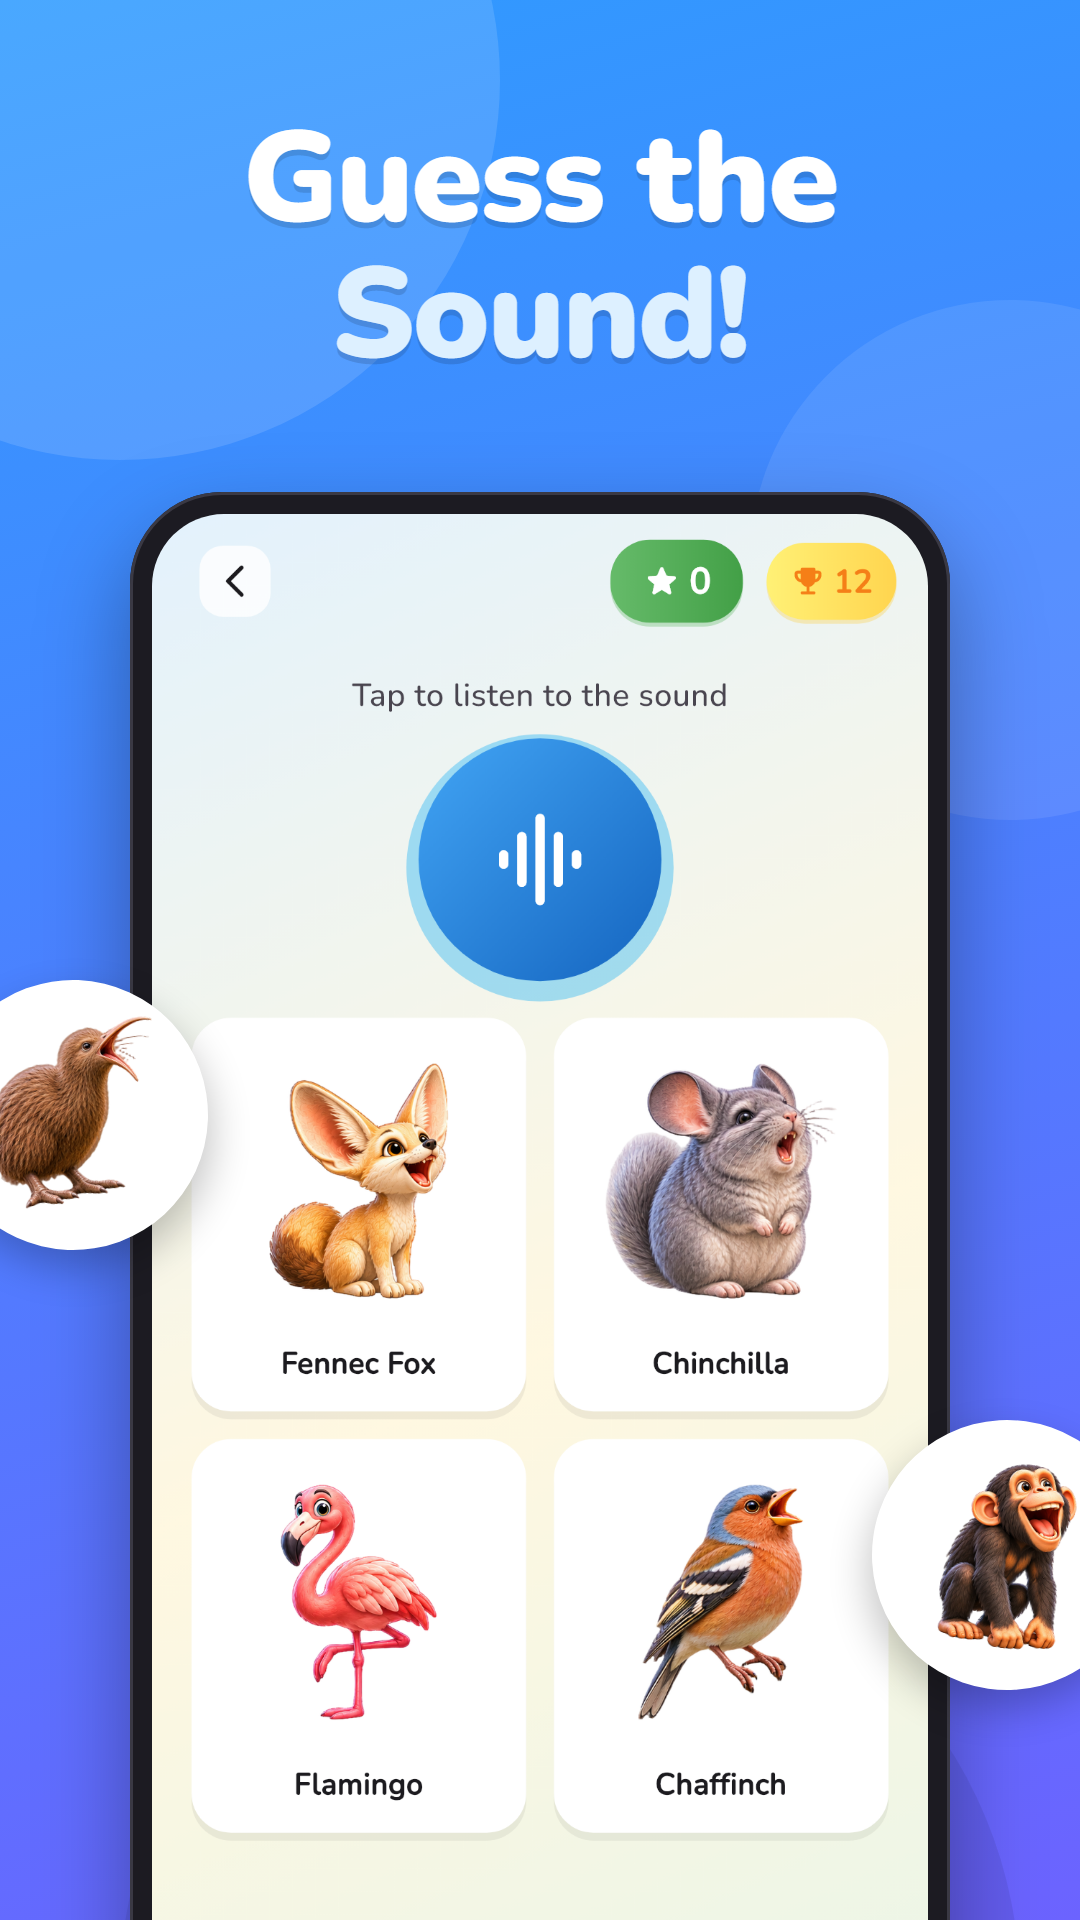 Guess the
Sound!
0
12
Tap to listen to the sound
Fennec Fox
Chinchilla
Flamingo
Chaffinch